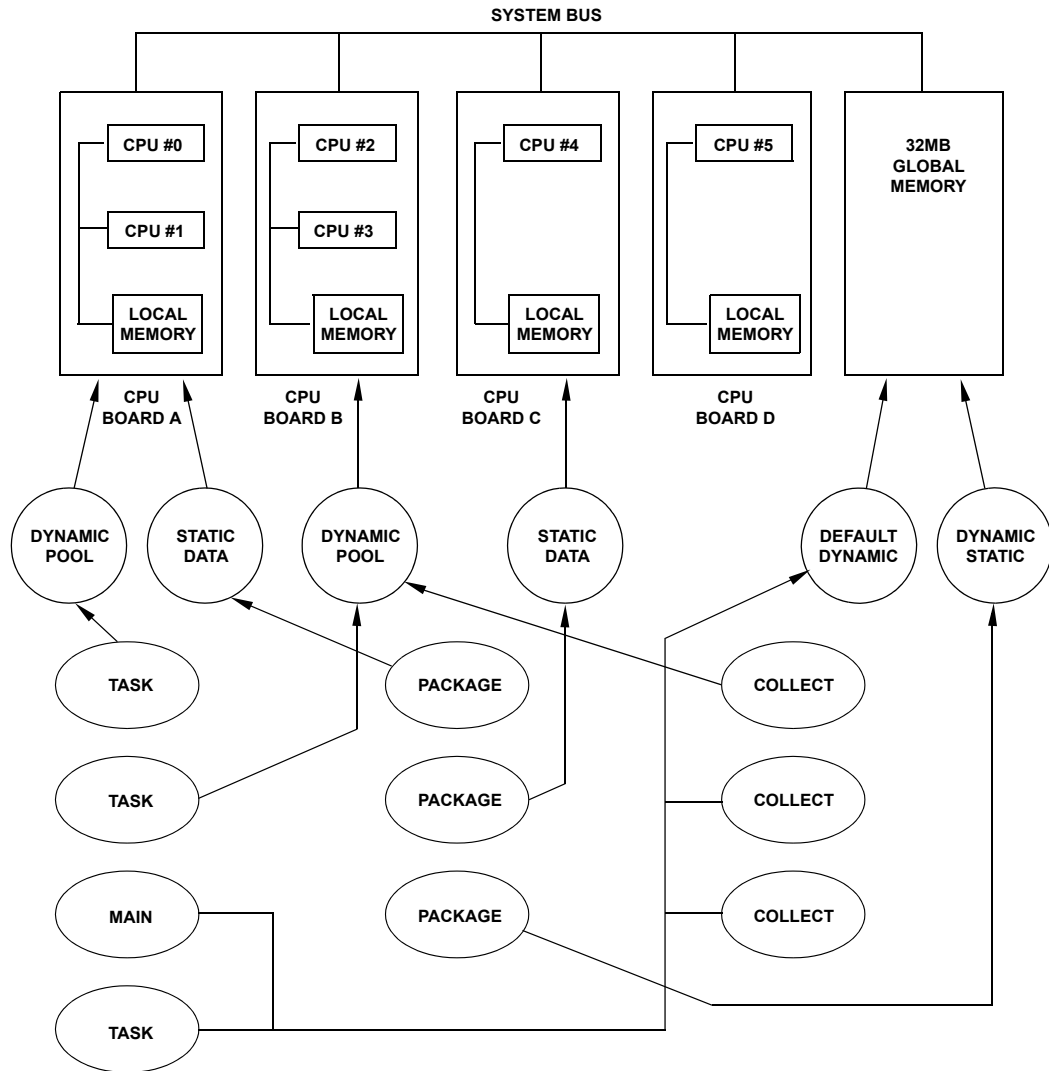 SYSTEM BUS
CPU #0
CPU #1
LOCAL
MEMORY
CPU #2
CPU #3
LOCAL
MEMORY
CPU #4
LOCAL
MEMORY
CPU #5
LOCAL
MEMORY
32MB
GLOBAL
MEMORY
CPU
BOARD A
CPU
BOARD B
CPU
BOARD C
CPU
BOARD D
DYNAMIC
POOL
STATIC
DATA
DYNAMIC
POOL
STATIC
DATA
DEFAULT
DYNAMIC
DYNAMIC
STATIC
TASK
PACKAGE
COLLECT
TASK
PACKAGE
COLLECT
MAIN
PACKAGE
COLLECT
TASK